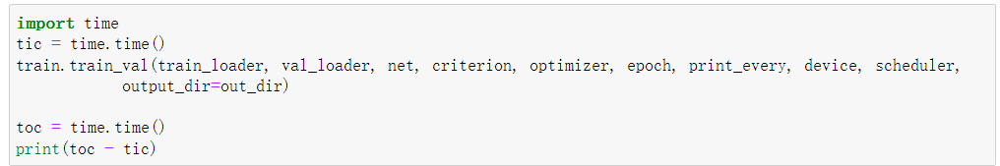 import time
tic = time.time()
train.train_val(train_loader, val_loader, net, criterion, optimizer, epoch, print_every, device, scheduler,
            output_dir=out_dir)
toc = time.time()
print(toc - tic)